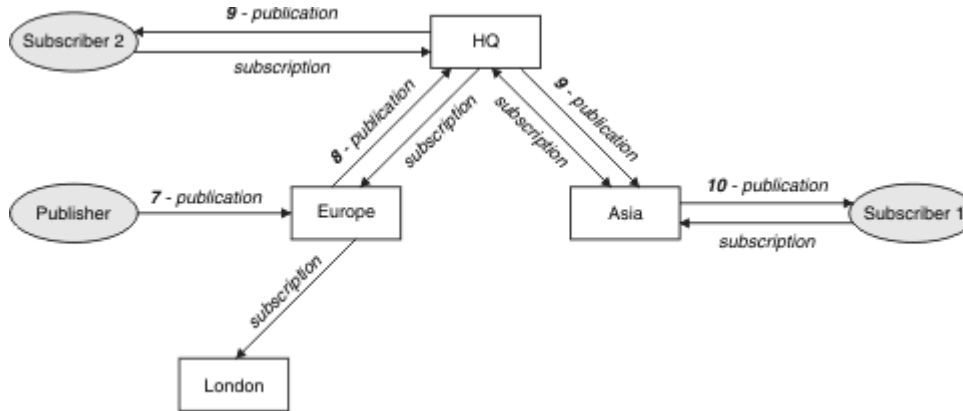 9 - publication
Subscriber 2
HQ
subscription
8 - publication
subscription
subscription
9 - publication
Publisher
7 - publication
Europe
Asia
10 - publication
Subscriber 1
subscription
subscription
London